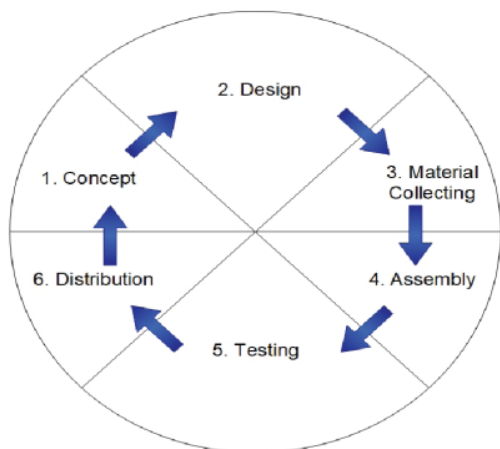 2. Design
1. Concept
3. Material
Collecting
6. Distribution
4. Assembly
5. Testing